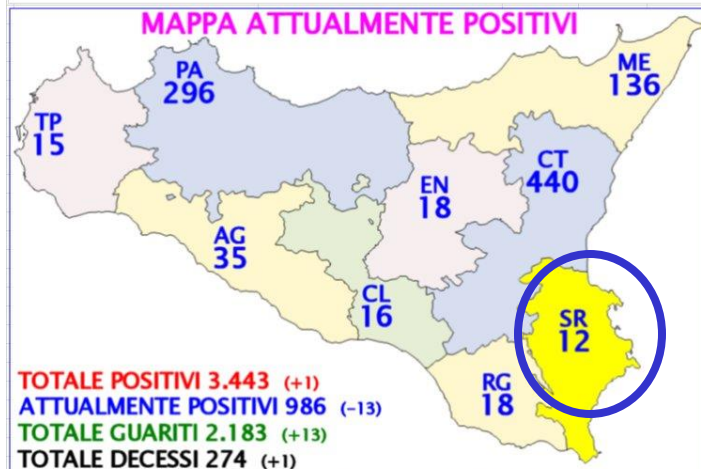 MAPPA ATTUALMENTE POSITIVI
PA
296
ME
136
TP
15
CT
440
EN
18
AG
35
CL
16
SR
12
RG
18
TOTALE POSITIVI 3.443 (+1)
ATTUALMENTE POSITIVI 986 (-13)
TOTALE GUARITI 2.183 (+13)
TOTALE DECESSI 274 (+1)